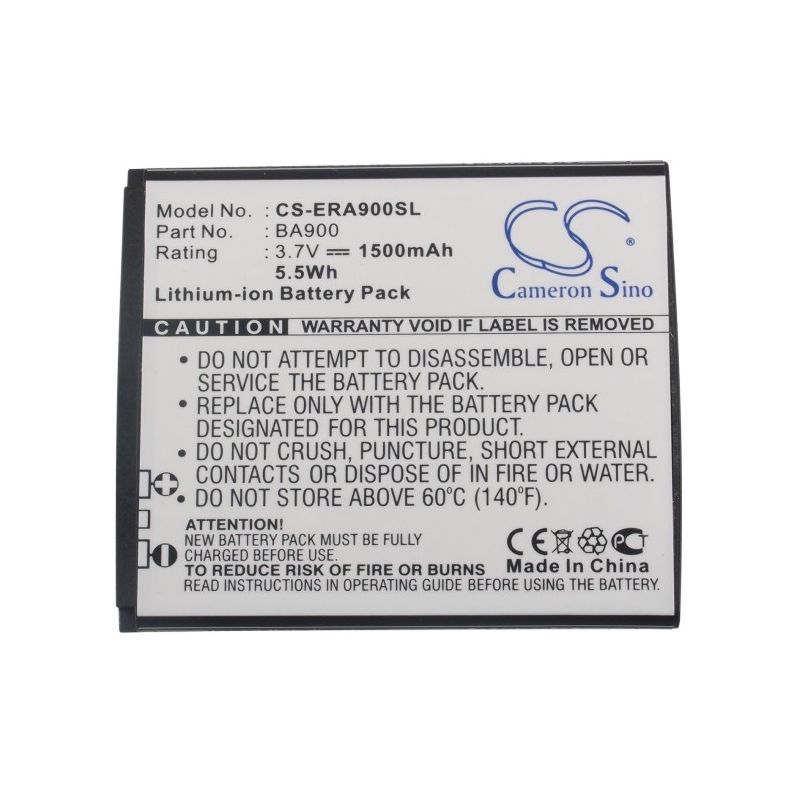 Model No. : CS-ERA900SL
Part No. : BA900
Rating : 3.7V 1500mAh
5.5Wh
Lithium-ion Battery Pack
CS ®
Cameron Sino
CAUTION WARRANTY VOID IF LABEL IS REMOVED
• DO NOT ATTEMPT TO DISASSEMBLE, OPEN OR
SERVICE THE BATTERY PACK.
• REPLACE ONLY WITH THE BATTERY PACK
DESIGNATED FOR THIS PRODUCT.
• DO NOT CRUSH, PUNCTURE, SHORT EXTERNAL
CONTACTS OR DISPOSE OF IN FIRE OR WATER.
• DO NOT STORE ABOVE 60°C (140°F).
ATTENTION!
NEW BATTERY PACK MUST BE FULLY
CHARGED BEFORE USE.
TO REDUCE RISK OF FIRE OR BURNS
READ INSTRUCTIONS IN OPERATING GUIDE BEFORE USING THE BATTERY.
CE PCT
Made In China